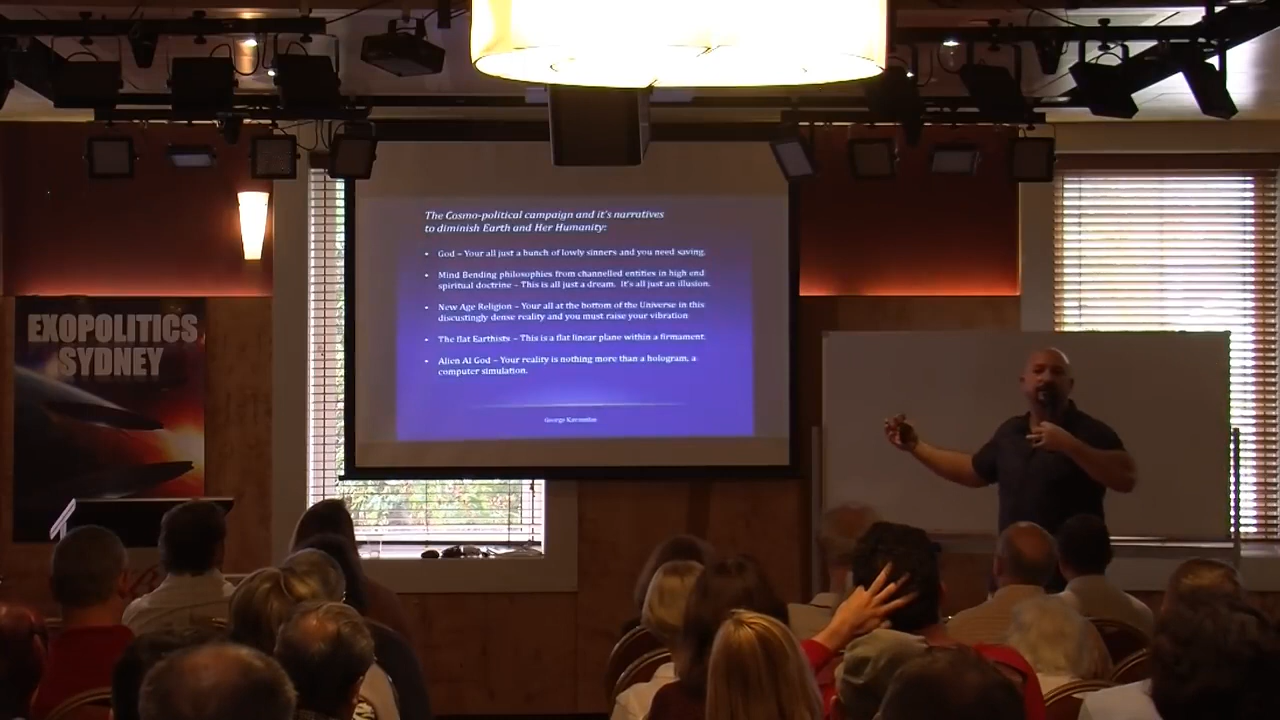 EXOPOLITICS
SYDNEY
The Cosmo-political campaign and it's narratives
to diminish Earth and Her Humanity:
• God – Your all just a bunch of lowly sinners and you need saving.
• Mind Bending philosophies from channelled entities in high end
spiritual doctrine – This is all just a dream. It's all just an illusion.
• New Age Religion – Your all at the bottom of the Universe in this
discustingly dense reality and you must raise your vibration
• The flat Earthists – This is a flat linear plane within a firmament.
• Alien AI God – Your reality is nothing more than a hologram, a
computer simulation.
George Kavassilas